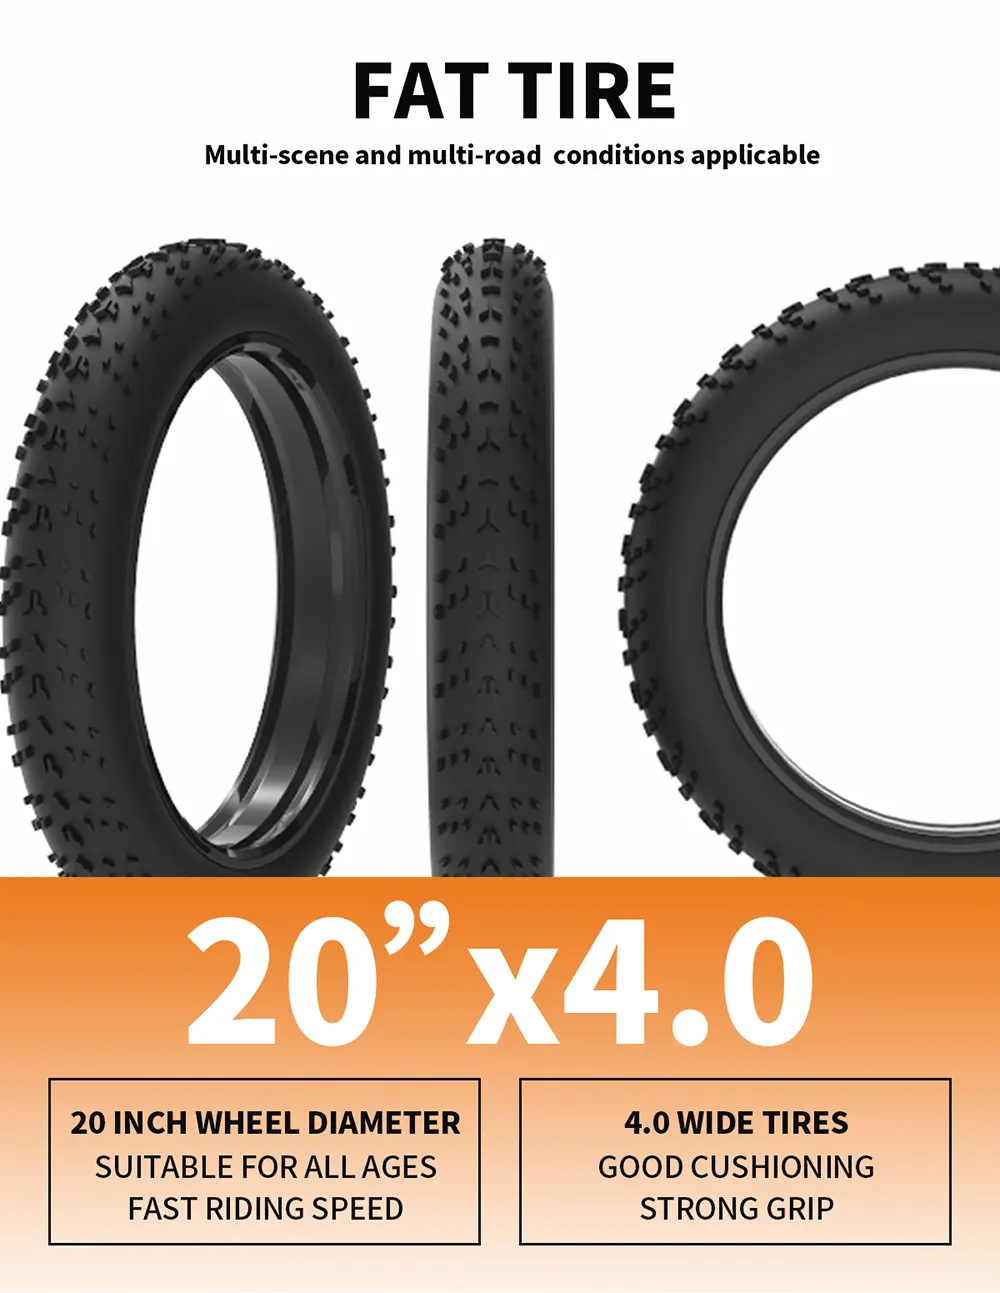 FAT TIRE
Multi-scene and multi-road conditions applicable
20”x4.0
20 INCH WHEEL DIAMETER
SUITABLE FOR ALL AGES
FAST RIDING SPEED
4.0 WIDE TIRES
GOOD CUSHIONING
STRONG GRIP